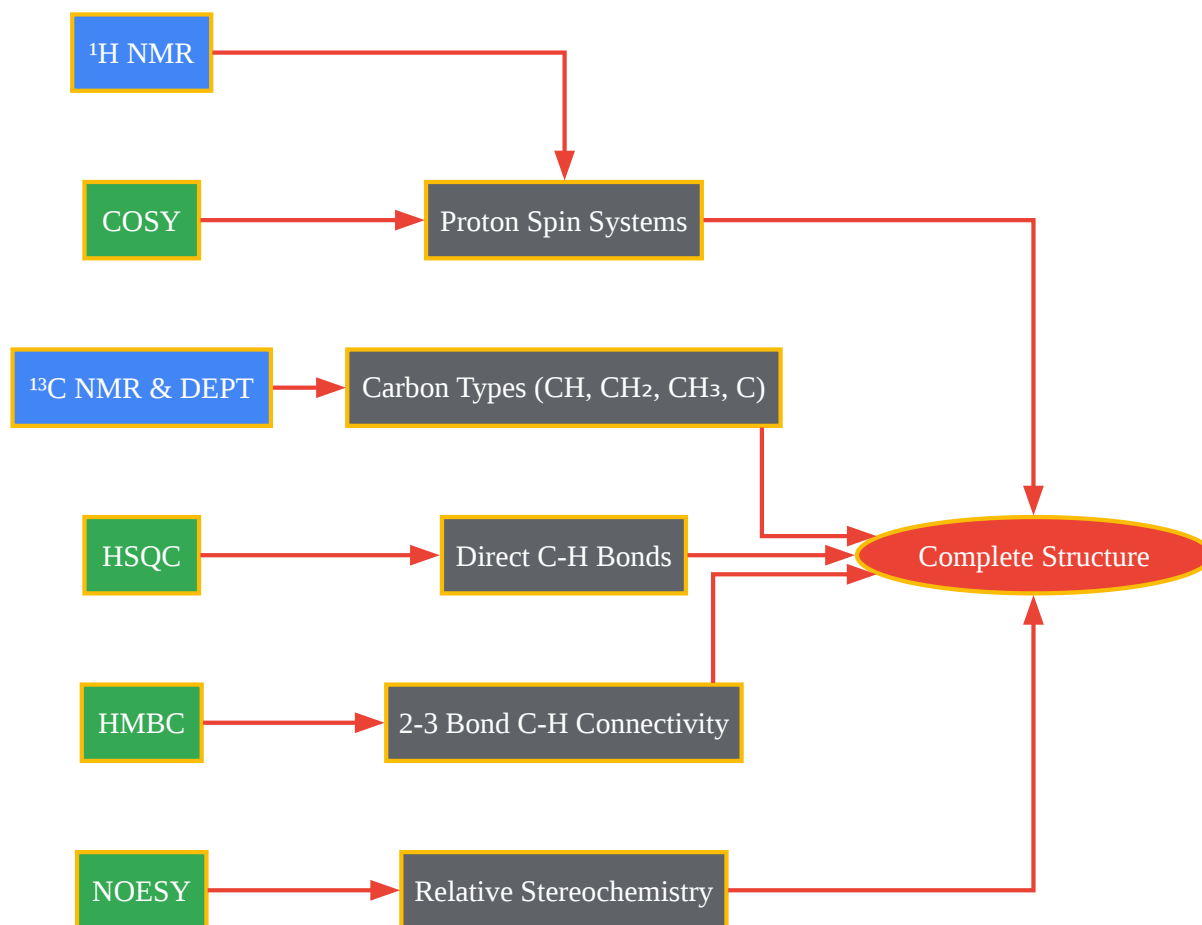 ¹H NMR
COSY
Proton Spin Systems
¹³C NMR & DEPT
Carbon Types (CH, CH₂, CH₃, C)
HSQC
Direct C-H Bonds
Complete Structure
HMBC
2-3 Bond C-H Connectivity
NOESY
Relative Stereochemistry